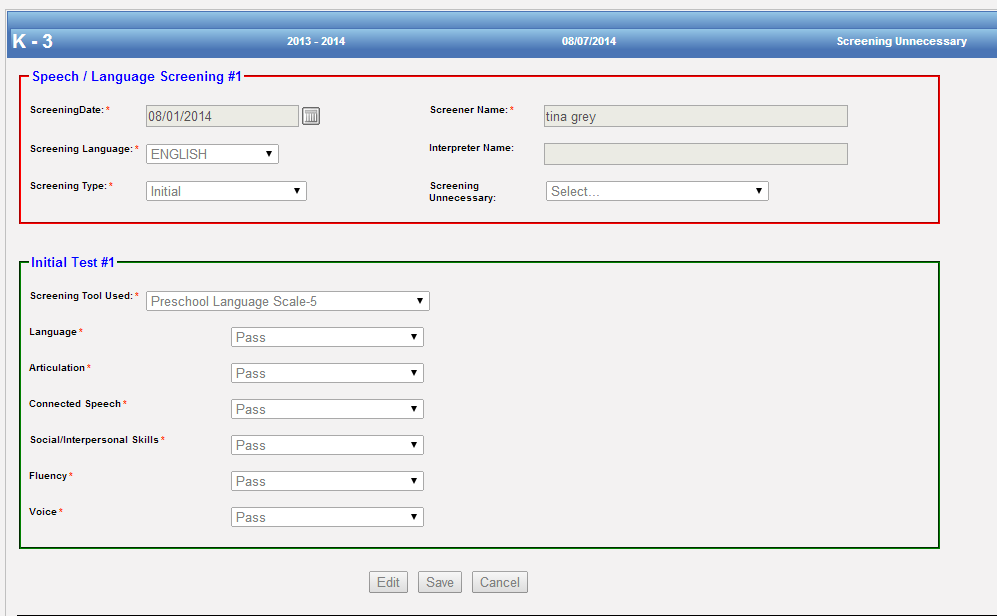 K - 3 2013 - 2014 08/07/2014 Screening Unnecessary
Speech / Language Screening #1
ScreeningDate: * 08/01/2014 Screener Name: * tina grey
Screening Language: * ENGLISH Interpreter Name:
Screening Type: * Initial Screening Unnecessary: Select...
Initial Test #1
Screening Tool Used: * Preschool Language Scale-5
Language * Pass
Articulation * Pass
Connected Speech * Pass
Social/Interpersonal Skills * Pass
Fluency * Pass
Voice * Pass
Edit Save Cancel